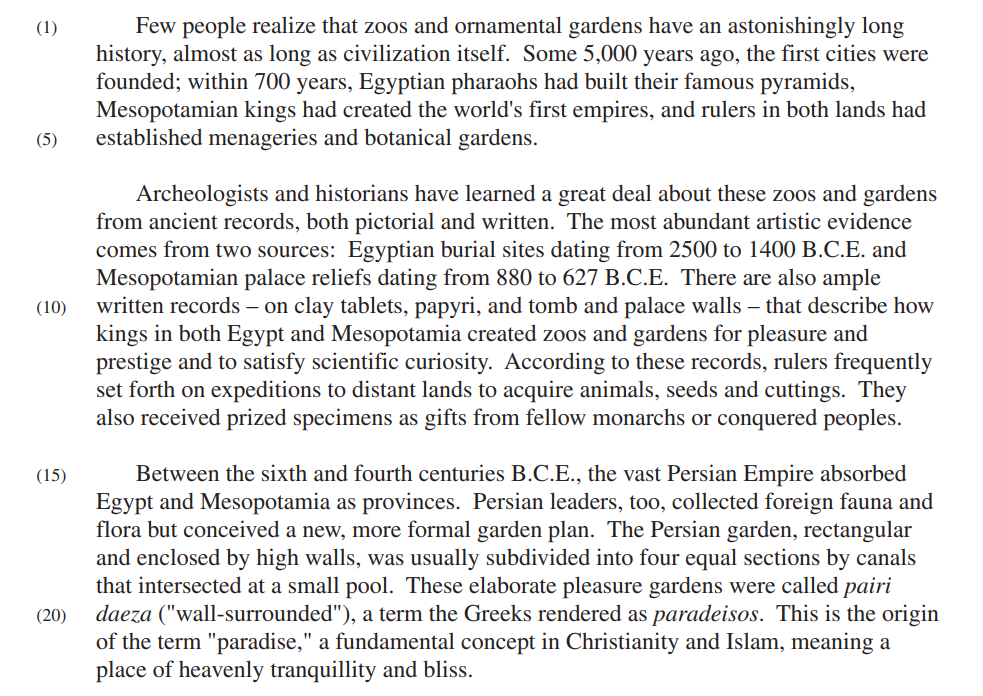 (1) Few people realize that zoos and ornamental gardens have an astonishingly long
history, almost as long as civilization itself. Some 5,000 years ago, the first cities were
founded; within 700 years, Egyptian pharaohs had built their famous pyramids,
Mesopotamian kings had created the world's first empires, and rulers in both lands had
(5) established menageries and botanical gardens.
Archeologists and historians have learned a great deal about these zoos and gardens
from ancient records, both pictorial and written. The most abundant artistic evidence
comes from two sources: Egyptian burial sites dating from 2500 to 1400 B.C.E. and
Mesopotamian palace reliefs dating from 880 to 627 B.C.E. There are also ample
(10) written records – on clay tablets, papyri, and tomb and palace walls – that describe how
kings in both Egypt and Mesopotamia created zoos and gardens for pleasure and
prestige and to satisfy scientific curiosity. According to these records, rulers frequently
set forth on expeditions to distant lands to acquire animals, seeds and cuttings. They
also received prized specimens as gifts from fellow monarchs or conquered peoples.
(15) Between the sixth and fourth centuries B.C.E., the vast Persian Empire absorbed
Egypt and Mesopotamia as provinces. Persian leaders, too, collected foreign fauna and
flora but conceived a new, more formal garden plan. The Persian garden, rectangular
and enclosed by high walls, was usually subdivided into four equal sections by canals
that intersected at a small pool. These elaborate pleasure gardens were called pairi
(20) daeza ("wall-surrounded"), a term the Greeks rendered as paradeisos. This is the origin
of the term "paradise," a fundamental concept in Christianity and Islam, meaning a
place of heavenly tranquillity and bliss.